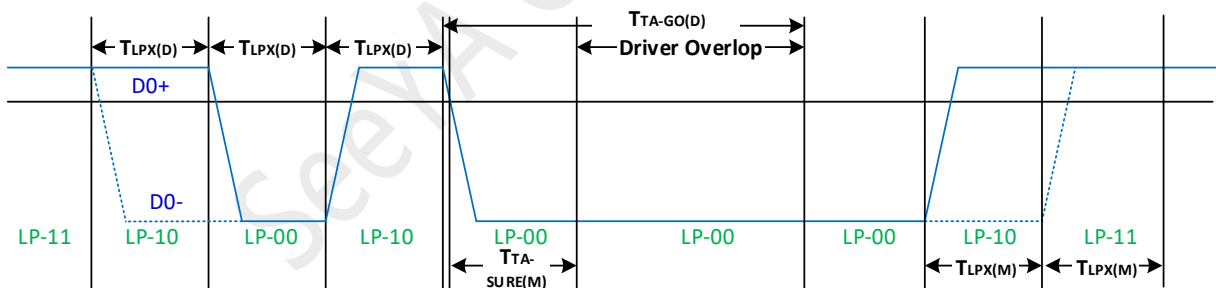 TTA-GO(D)
TLPX(D) TLPX(D) TLPX(D) Driver Overlop
D0+
D0-
LP-11 LP-10 LP-00 LP-10 LP-00 LP-00 LP-00 LP-10 LP-11
TTA-
SURE(M)
TLPX(M) TLPX(M)
SeeYA C